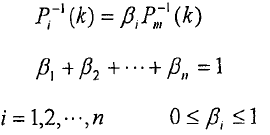 P_i^{-1}(k) = β_i P_m^{-1}(k)
β_1 + β_2 + ⋯ + β_n = 1
i = 1,2,⋯,n 0 ≤ β_i ≤ 1